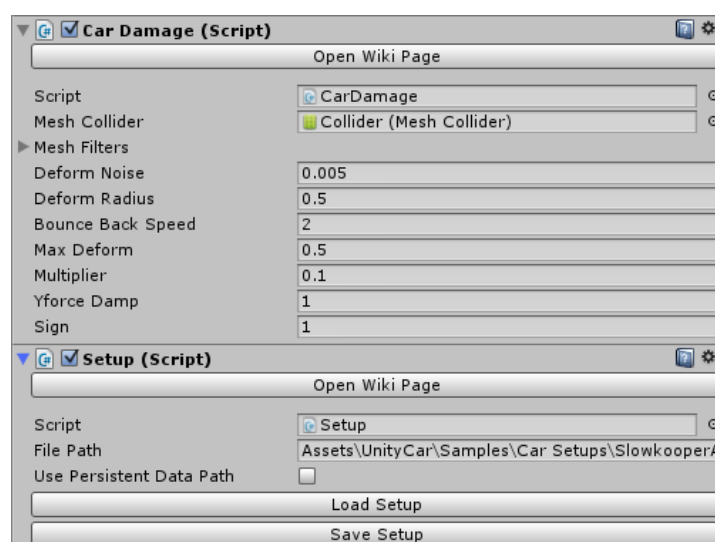 Car Damage (Script)
Open Wiki Page
Script CarDamage
Mesh Collider Collider (Mesh Collider)
Mesh Filters
Deform Noise 0.005
Deform Radius 0.5
Bounce Back Speed 2
Max Deform 0.5
Multiplier 0.1
Yforce Damp 1
Sign 1
Setup (Script)
Open Wiki Page
Script Setup
File Path Assets\UnityCar\Samples\Car Setups\Slowkooper
Use Persistent Data Path
Load Setup
Save Setup